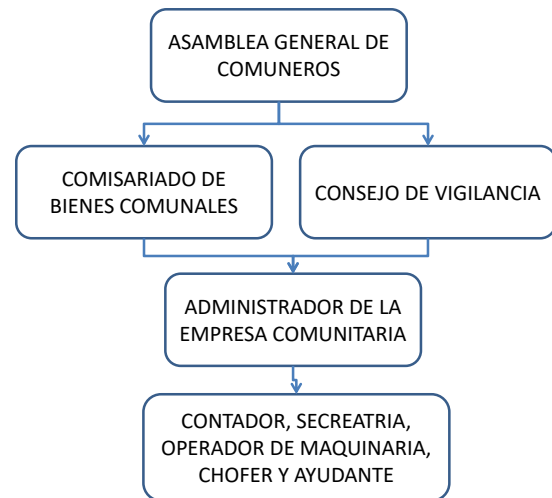 ASAMBLEA GENERAL DE
COMUNEROS
COMISARIADO DE
BIENES COMUNALES
CONSEJO DE VIGILANCIA
ADMINISTRADOR DE LA
EMPRESA COMUNITARIA
CONTADOR, SECREATRIA,
OPERADOR DE MAQUINARIA,
CHOFER Y AYUDANTE